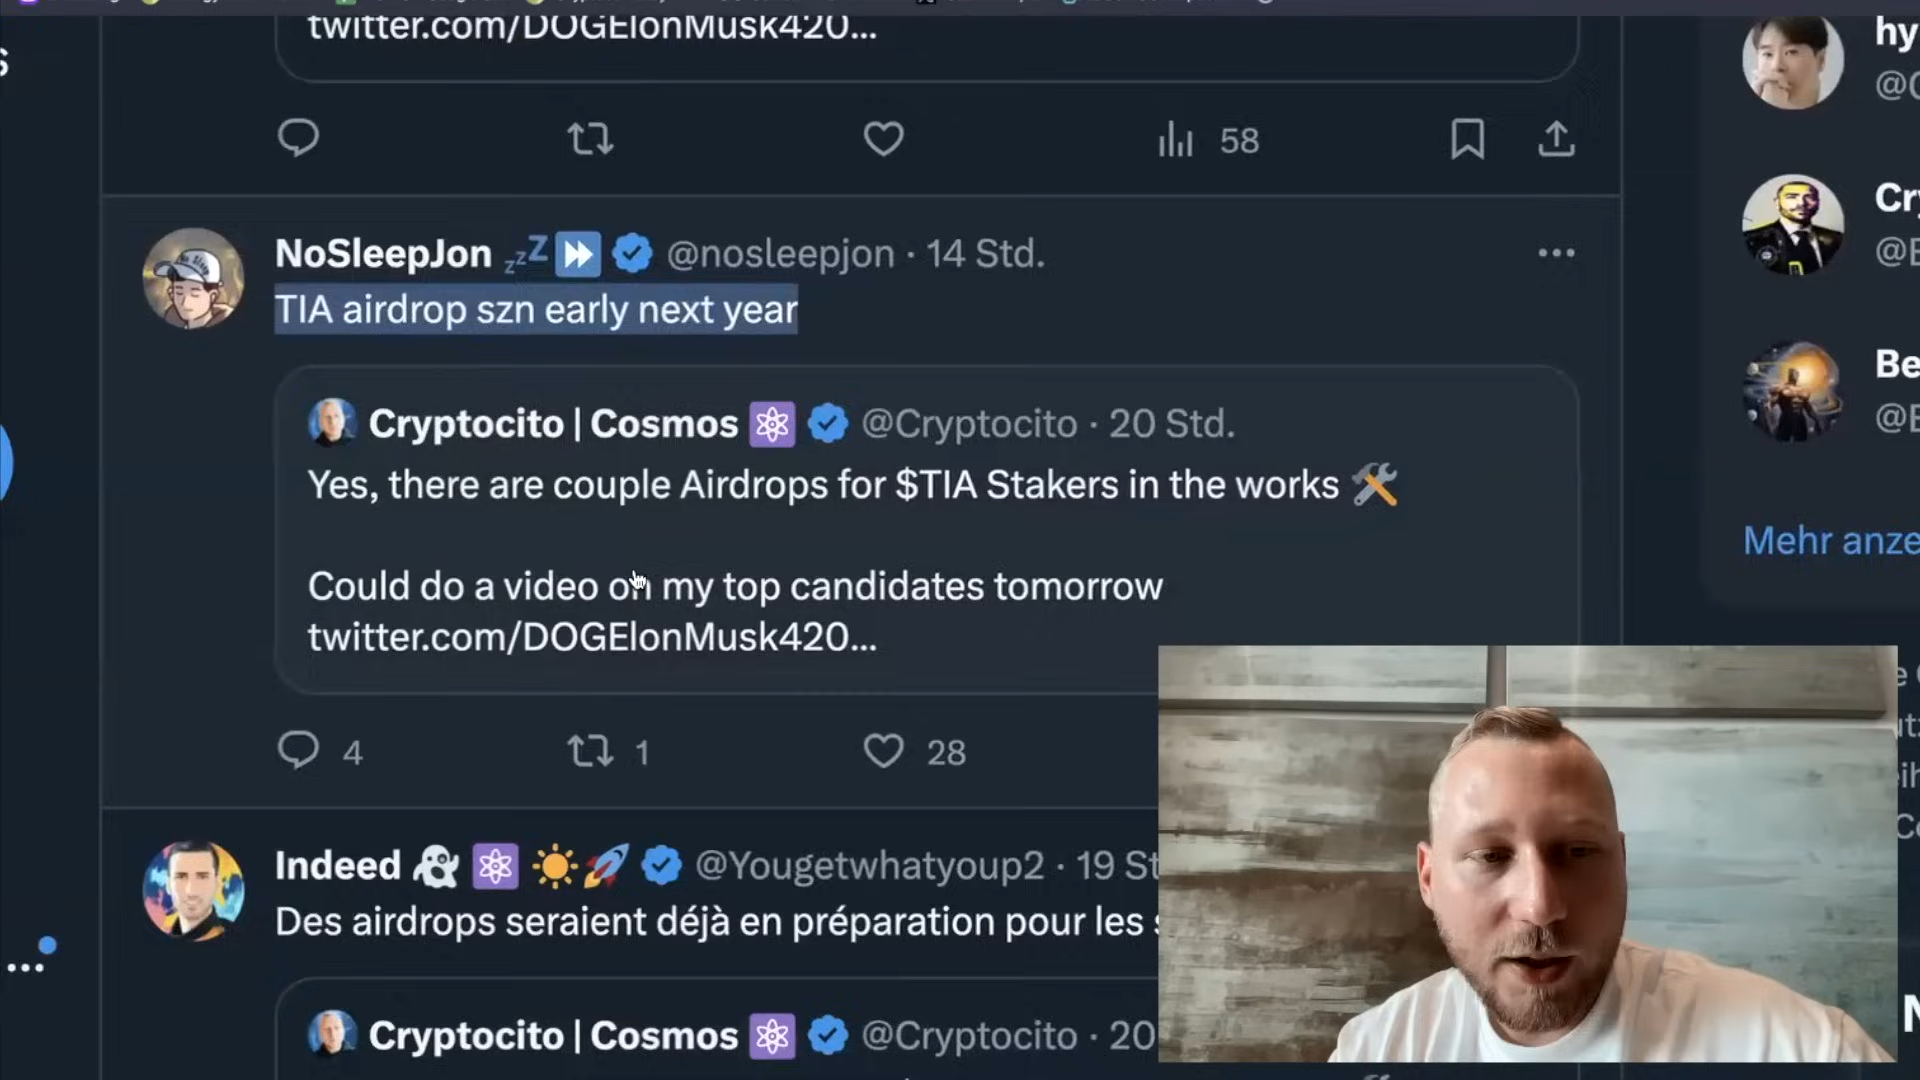 twitter.com/DOGElonMusk420...
58
NoSleepJon @nosleepjon · 14 Std.
TIA airdrop szn early next year
Cryptocito | Cosmos @Cryptocito · 20 Std.
Yes, there are couple Airdrops for $TIA Stakers in the works
Could do a video on my top candidates tomorrow
twitter.com/DOGElonMusk420...
4 1 28
Indeed @Yougetwhatyoup2 · 19 St
Des airdrops seraient déjà en préparation pour les s
Cryptocito | Cosmos @Cryptocito · 20
hy
Cry
Be
Mehr anze